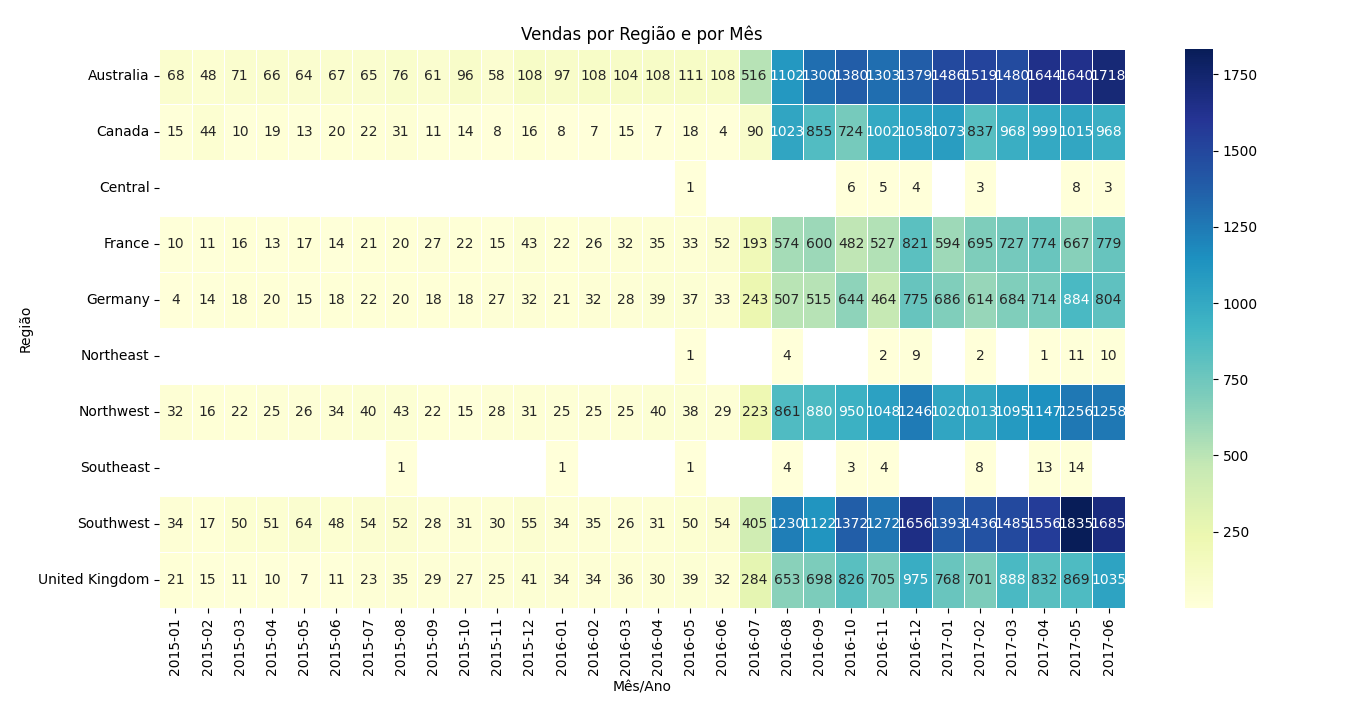 Vendas por Região e por Mês
Australia 68 48 71 66 64 67 65 76 61 96 58 108 97 108 104 108 111 108 516 1102 1300 1380 1303 1379 1486 1519 1480 1644 1640 1718
Canada 15 44 10 19 13 20 22 31 11 14 8 16 8 7 15 7 18 4 90 1023 855 724 1002 1058 1073 837 968 999 1015 968
Central 1 6 5 4 3 8 3
France 10 11 16 13 17 14 21 20 27 22 15 43 22 26 32 35 33 52 193 574 600 482 527 821 594 695 727 774 667 779
Germany 4 14 18 20 15 18 22 20 18 18 27 32 21 32 28 39 37 33 243 507 515 644 464 775 686 614 684 714 884 804
Northeast 1 4 2 9 2 1 11 10
Northwest 32 16 22 25 26 34 40 43 22 15 28 31 25 25 25 40 38 29 223 861 880 950 1048 1246 1020 1013 1095 1147 1256 1258
Southeast 1 1 1 4 3 4 8 13 14
Southwest 34 17 50 51 64 48 54 52 28 31 30 55 34 35 26 31 50 54 405 1230 1122 1372 1272 1656 1393 1436 1485 1556 1835 1685
United Kingdom 21 15 11 10 7 11 23 35 29 27 25 41 34 34 36 30 39 32 284 653 698 826 705 975 768 701 888 832 869 1035
Região
2015-01 2015-02 2015-03 2015-04 2015-05 2015-06 2015-07 2015-08 2015-09 2015-10 2015-11 2015-12 2016-01 2016-02 2016-03 2016-04 2016-05 2016-06 2016-07 2016-08 2016-09 2016-10 2016-11 2016-12 2017-01 2017-02 2017-03 2017-04 2017-05 2017-06
Mês/Ano
1750
1500
1250
1000
750
500
250